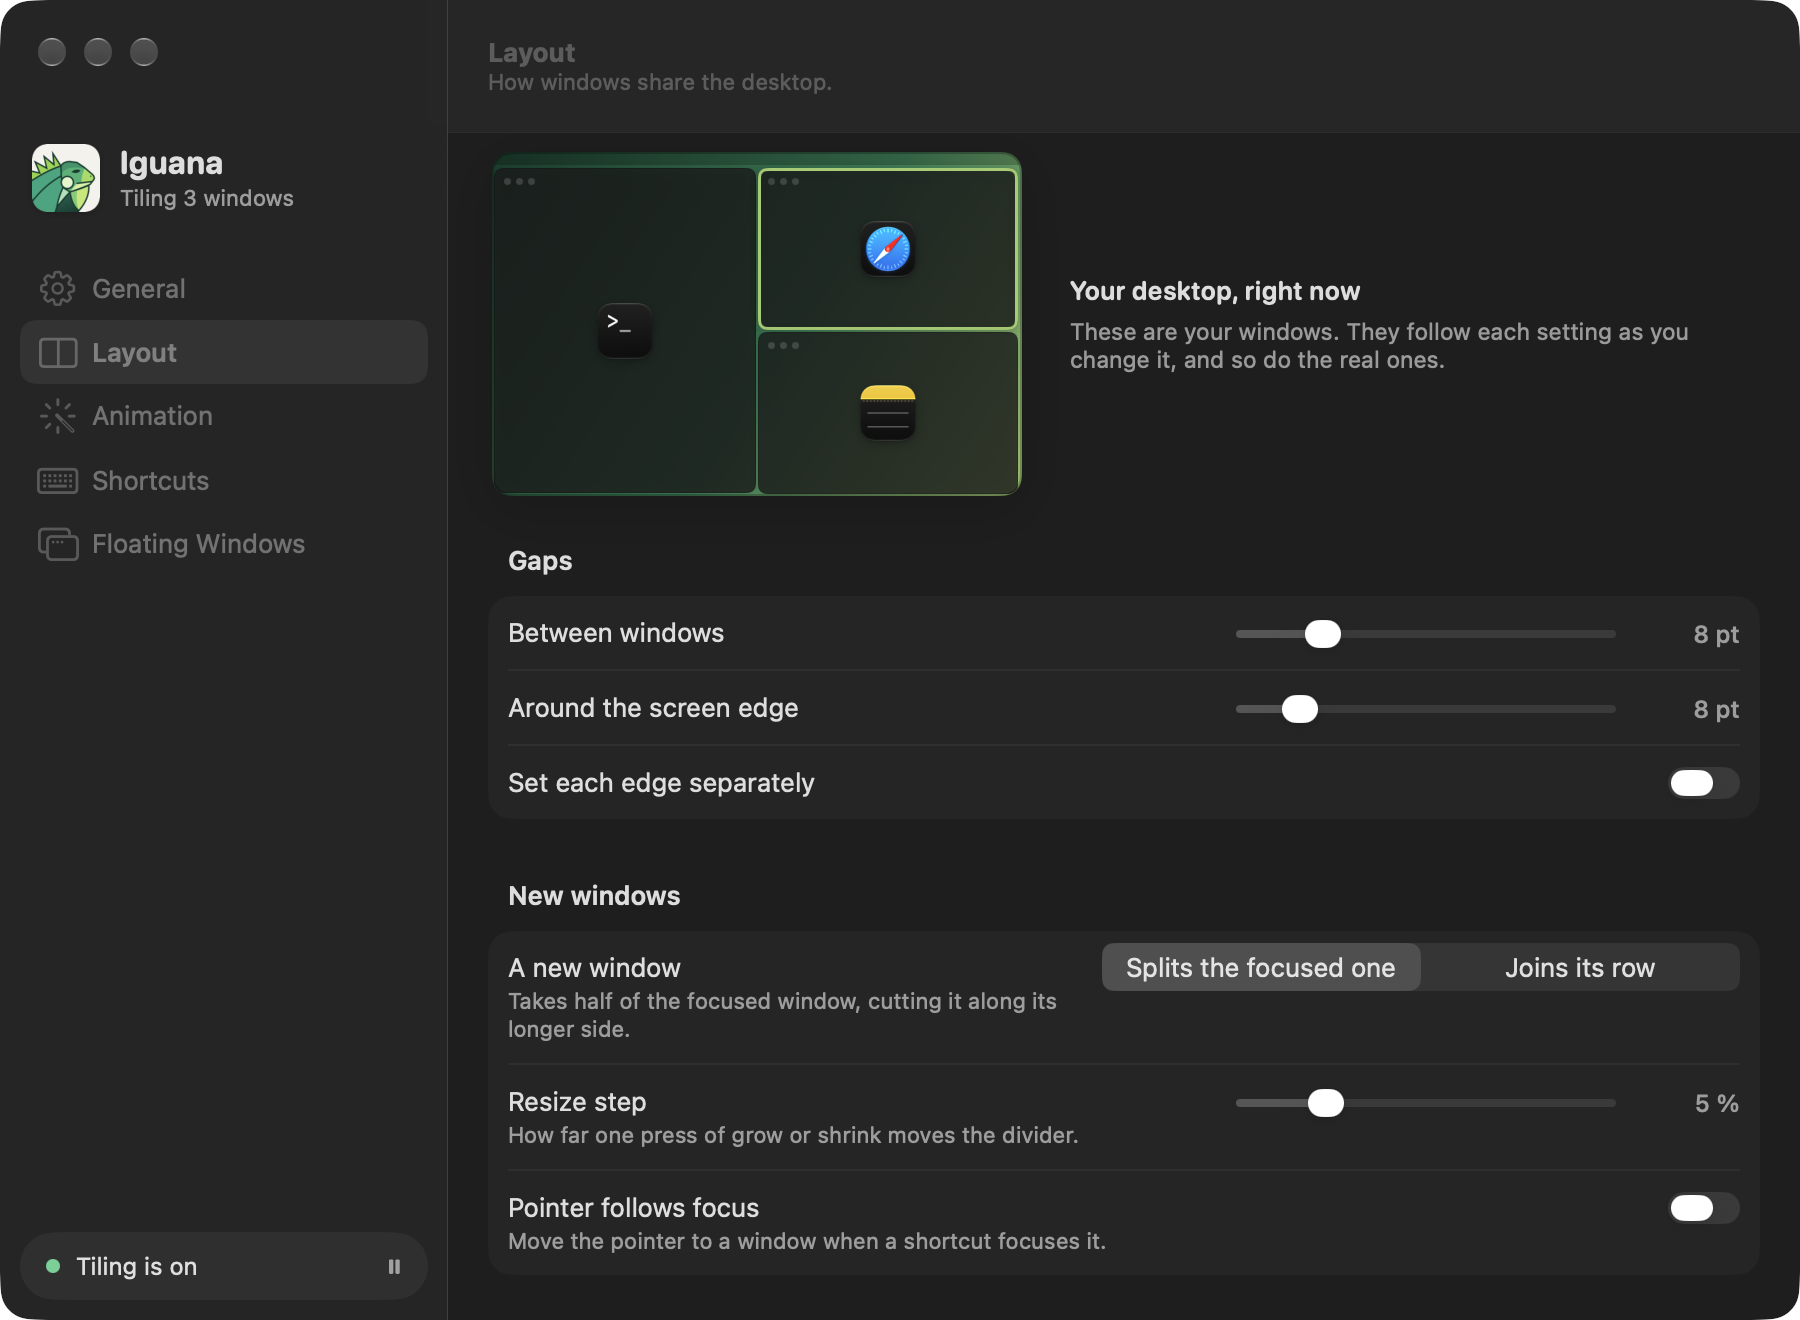 Layout
How windows share the desktop.
Iguana
Tiling 3 windows
General
Layout
Animation
Shortcuts
Floating Windows
Tiling is on
>_
Your desktop, right now
These are your windows. They follow each setting as you
change it, and so do the real ones.
Gaps
Between windows
8 pt
Around the screen edge
8 pt
Set each edge separately
New windows
A new window
Splits the focused one
Joins its row
Takes half of the focused window, cutting it along its
longer side.
Resize step
5 %
How far one press of grow or shrink moves the divider.
Pointer follows focus
Move the pointer to a window when a shortcut focuses it.